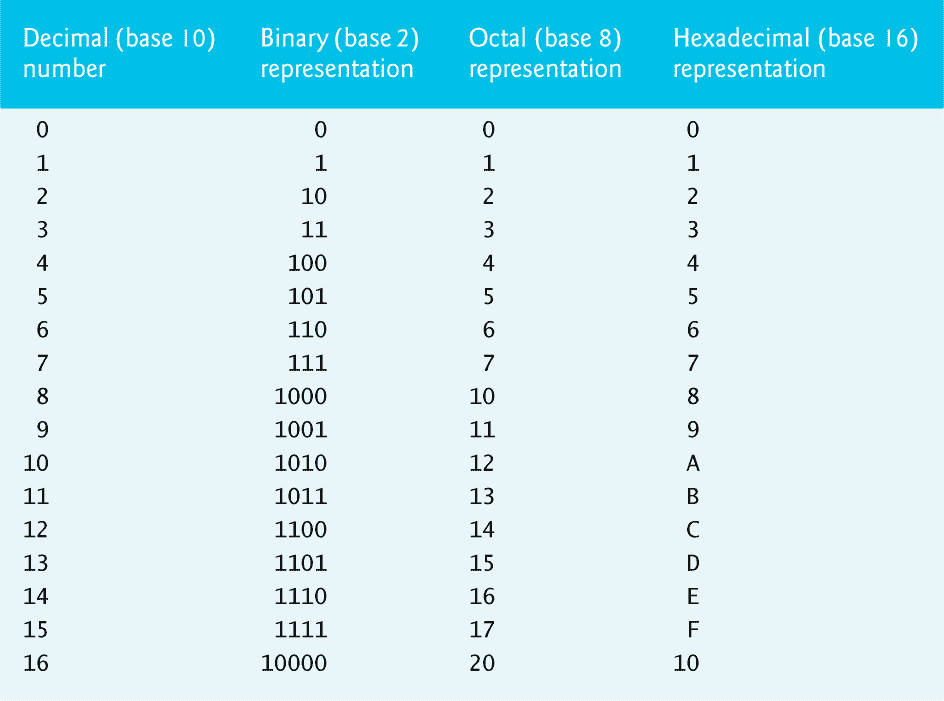 Decimal (base 10) number Binary (base 2) representation Octal (base 8) representation Hexadecimal (base 16) representation
0 0 0 0
1 1 1 1
2 10 2 2
3 11 3 3
4 100 4 4
5 101 5 5
6 110 6 6
7 111 7 7
8 1000 10 8
9 1001 11 9
10 1010 12 A
11 1011 13 B
12 1100 14 C
13 1101 15 D
14 1110 16 E
15 1111 17 F
16 10000 20 10